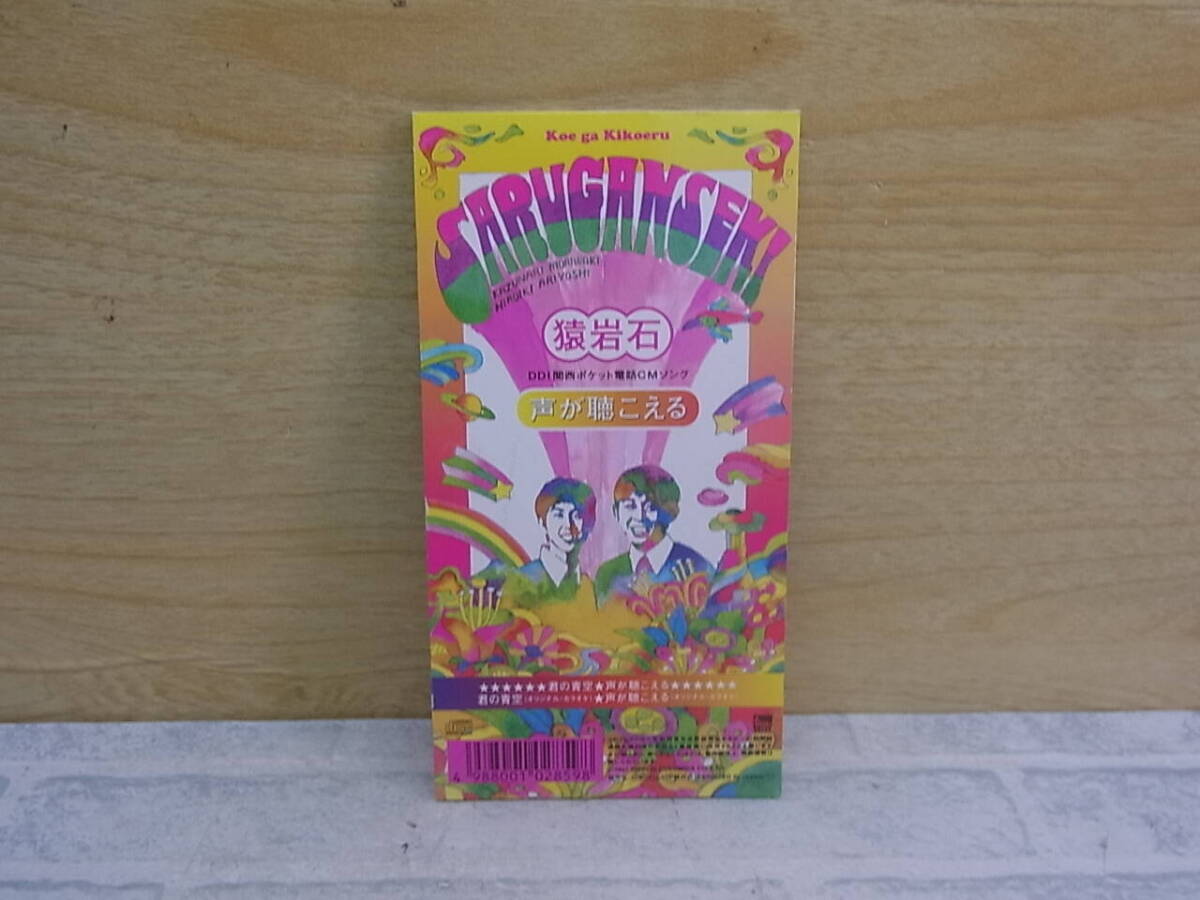 Koe ga Kikoeru
SARUGANSEKI
KAZUNARI MORIWAKI
HIROIKI ARIYOSHI
猿岩石
DDI関西ポケット電話CMソング
声が聴こえる
★★★★★★君の青空★声が聴こえる★★★★★★
君の青空(オリジナル・カラオケ)★声が聴こえる(オリジナル・カラオケ)
4 988001 028598